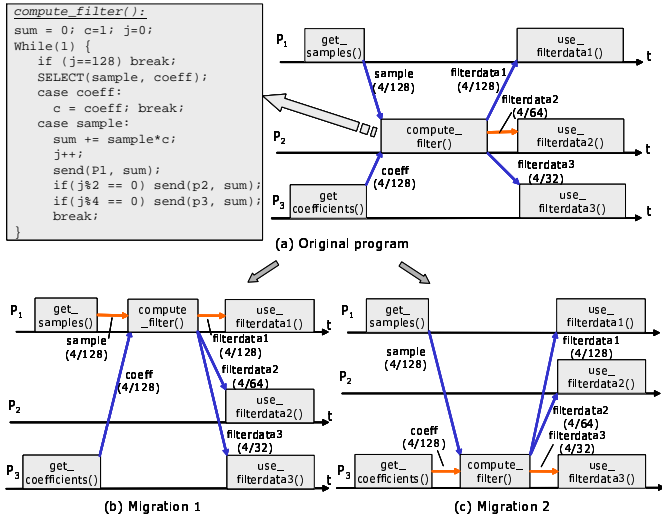 compute_filter():
sum = 0; c=1; j=0;
While(1) {
if (j==128) break;
SELECT(sample, coeff);
case coeff:
c = coeff; break;
case sample:
sum += sample*c;
j++;
send(P1, sum);
if(j%2 == 0) send(p2, sum);
if(j%4 == 0) send(p3, sum);
break;
}
P1
get_
samples()
use_
filterdata1()
t
sample
(4/128)
filterdata1
(4/128)
filterdata2
(4/64)
P2
compute_
filter()
use_
filterdata2()
t
coeff
(4/128)
filterdata3
(4/32)
P3
get
coefficients()
use_
filterdata3()
t
(a) Original program
P1
get_
samples()
compute
_filter()
use_
filterdata1()
t
sample
(4/128)
filterdata1
(4/128)
coeff
(4/128)
filterdata2
(4/64)
P2
use_
filterdata2()
t
filterdata3
(4/32)
P3
get_
coefficients()
use_
filterdata3()
t
(b) Migration 1
P1
get_
samples()
use_
filterdata1()
t
sample
(4/128)
filterdata1
(4/128)
P2
use_
filterdata2()
t
filterdata2
(4/64)
coeff
(4/128)
filterdata3
(4/32)
P3
get_
coefficients()
compute_
filter()
use_
filterdata3()
t
(c) Migration 2